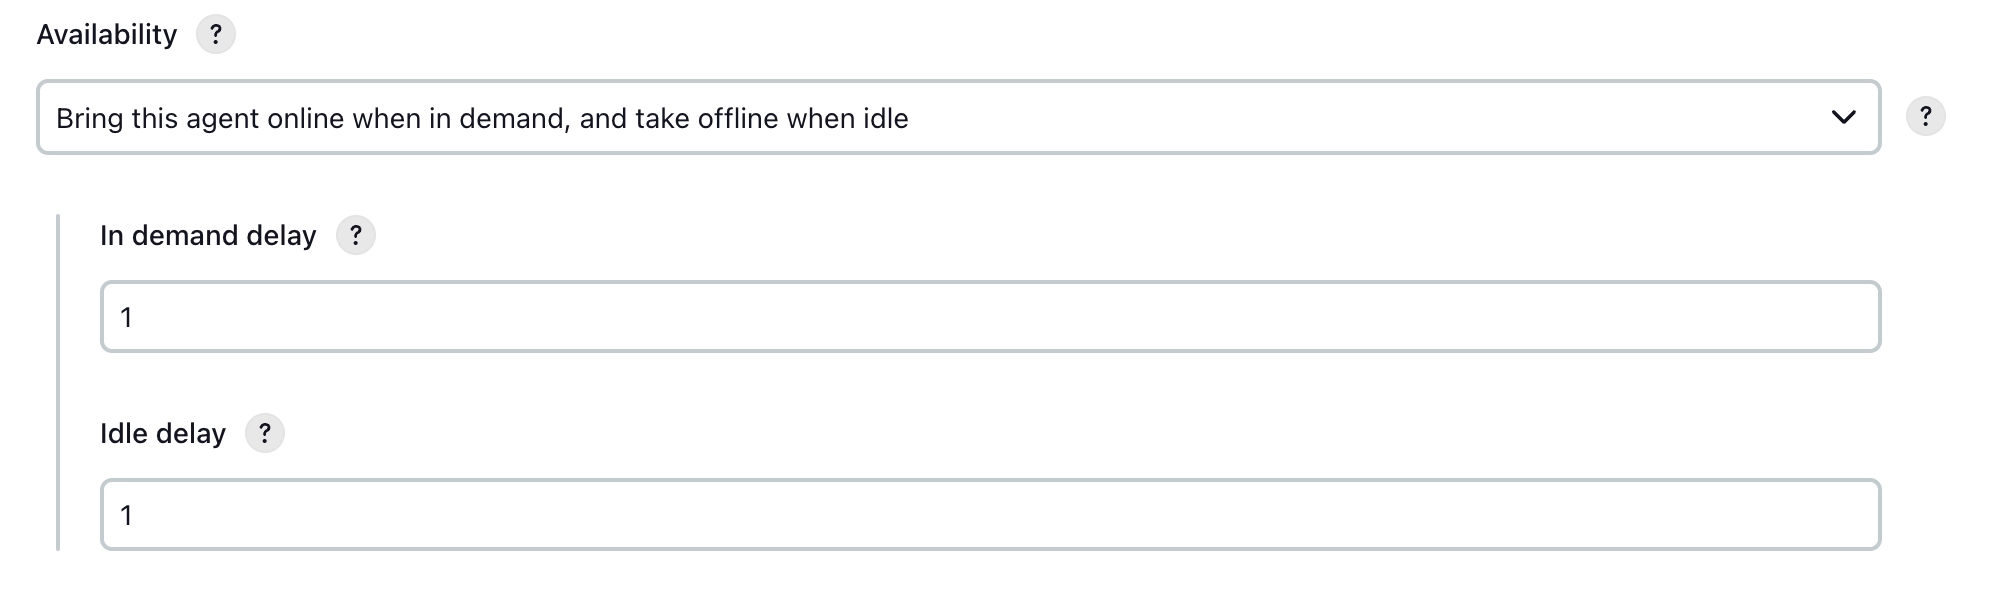 Availability ?
Bring this agent online when in demand, and take offline when idle ?
In demand delay ?
1
Idle delay ?
1